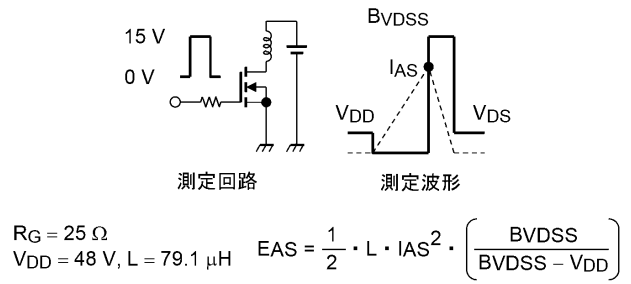 15 V
0 V
BVDSS
IAS
VDD
VDS
測定回路
測定波形
RG = 25 Ω
VDD = 48 V, L = 79.1 μH
EAS = 1/2 · L · IAS² · (BVDSS / (BVDSS − VDD))